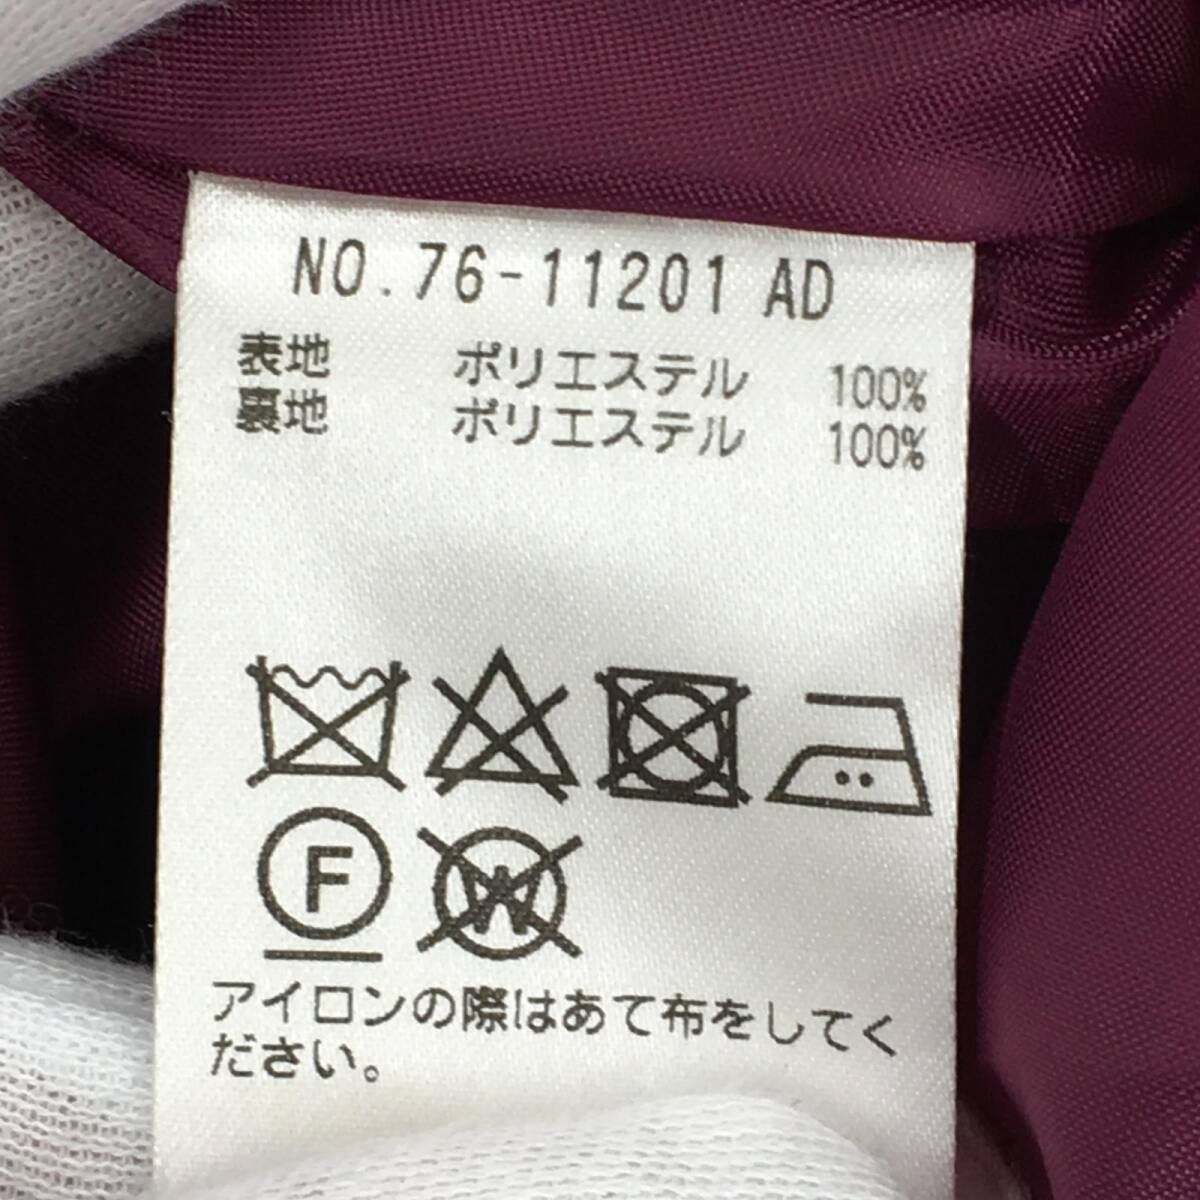 NO.76-11201 AD
表地 ポリエステル 100%
裏地 ポリエステル 100%
F W
アイロンの際はあて布をしてく
ださい。